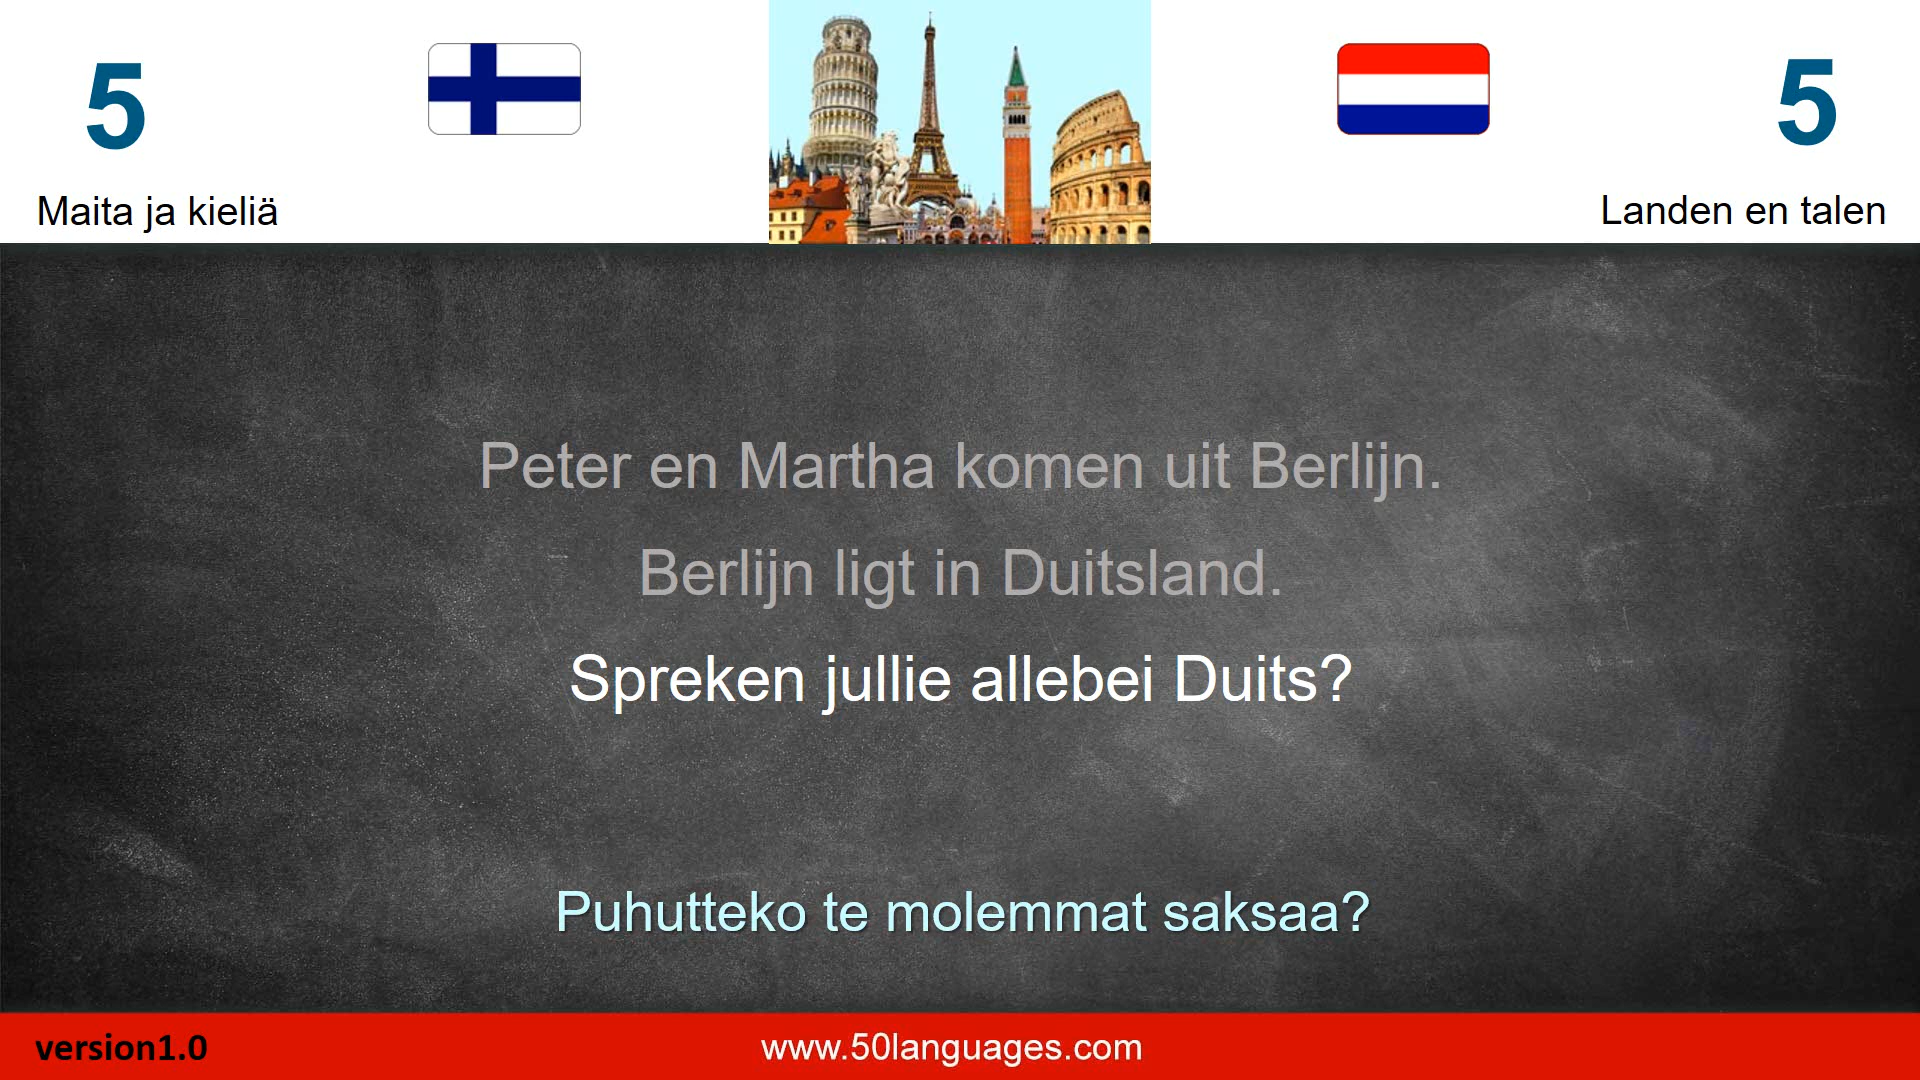 5
5
Maita ja kieliä
Landen en talen
Peter en Martha komen uit Berlijn.
Berlijn ligt in Duitsland.
Spreken jullie allebei Duits?
Puhutteko te molemmat saksaa?
version1.0
www.50languages.com